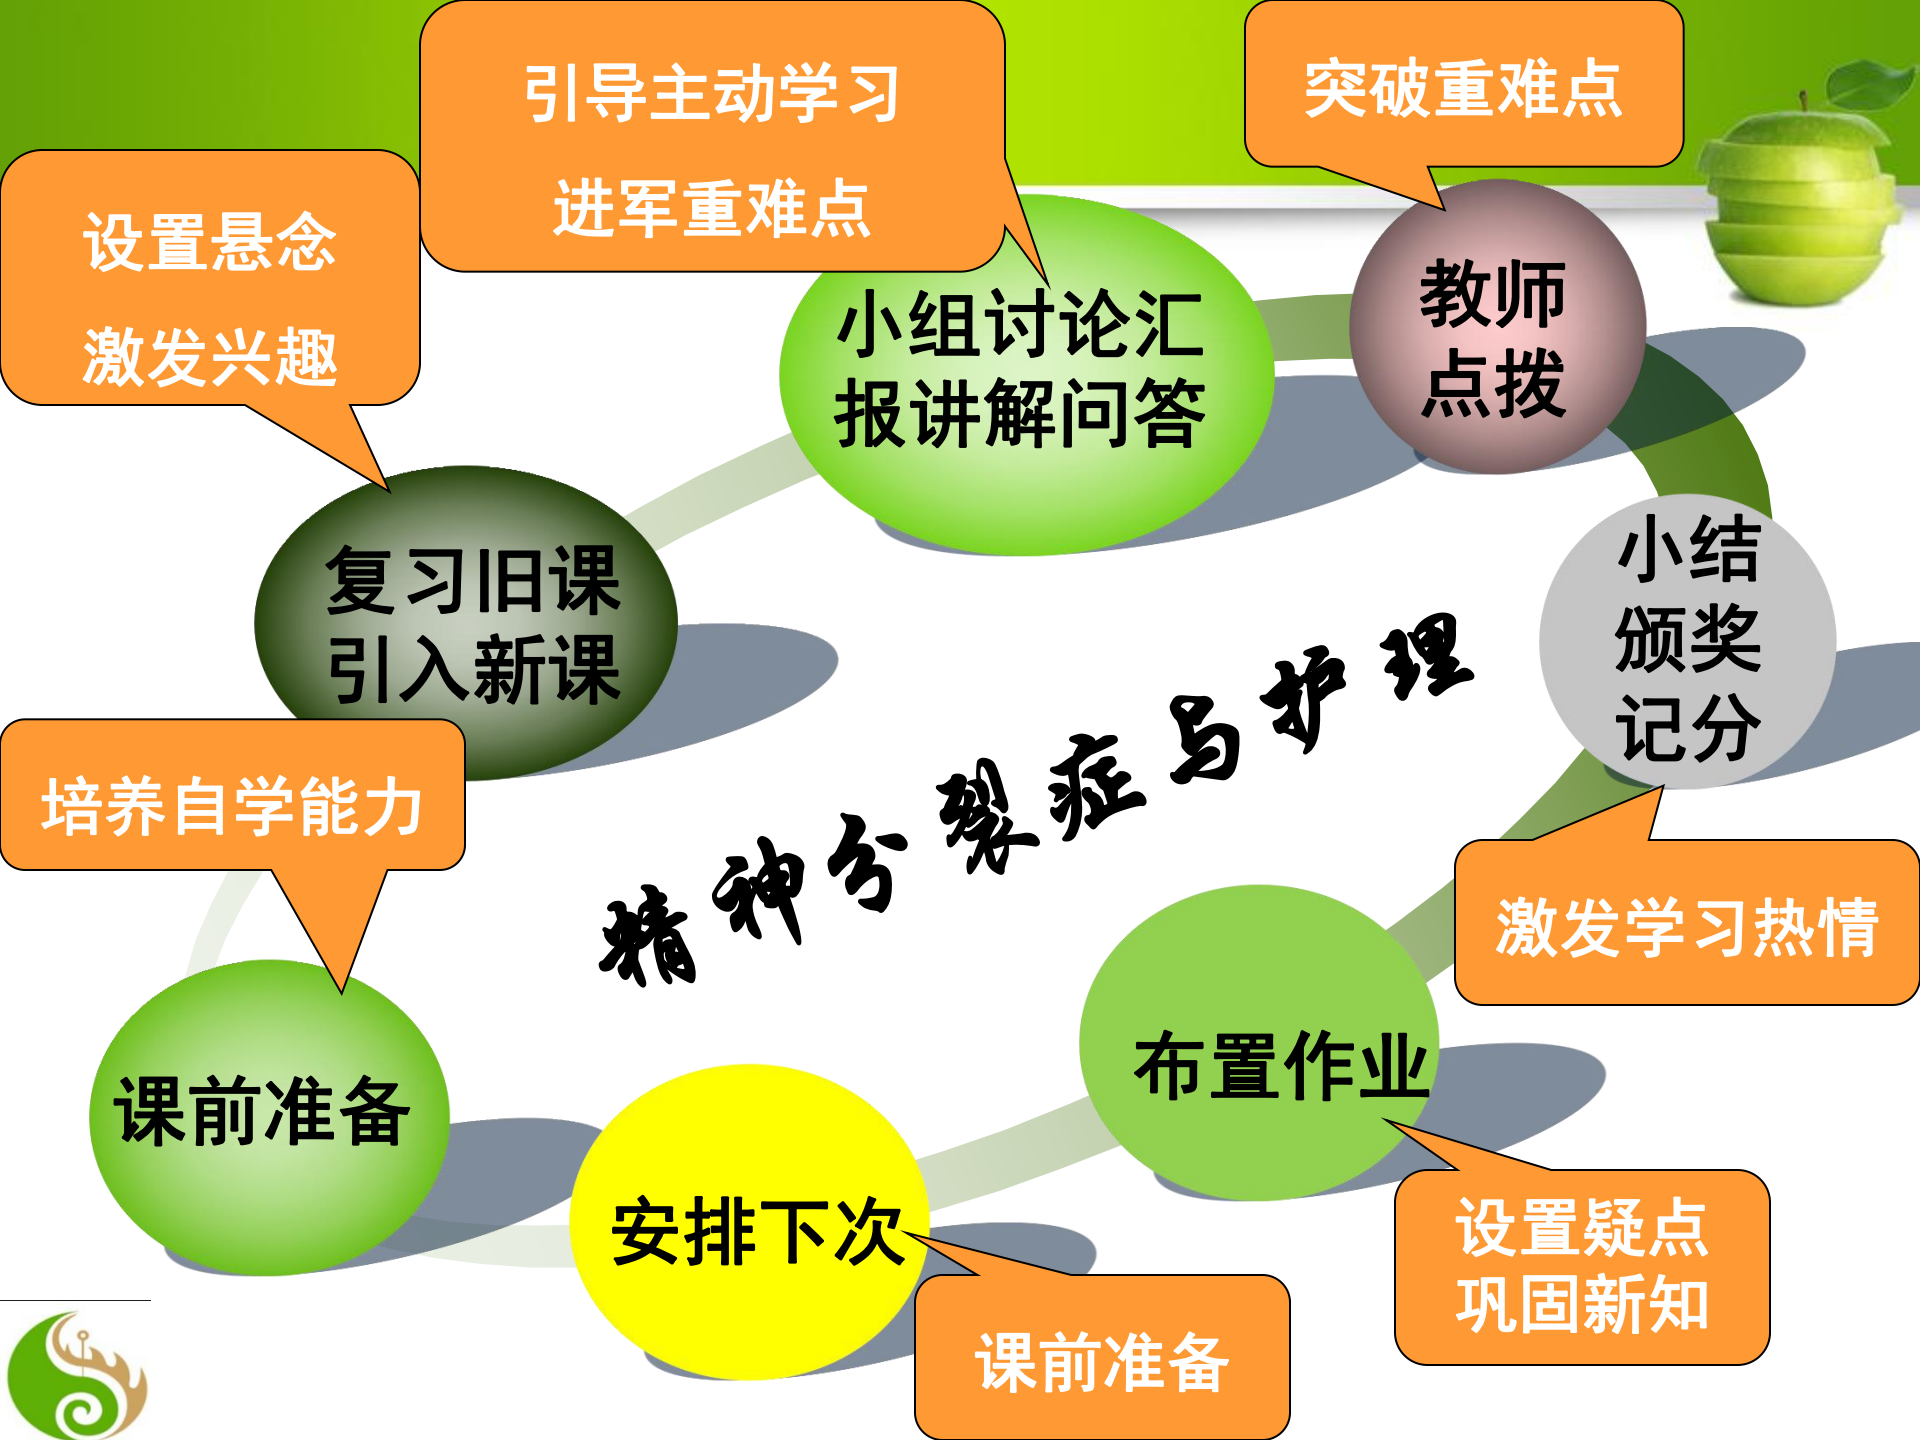 引导主动学习
进军重难点
突破重难点
设置悬念
激发兴趣
小组讨论汇
报讲解问答
教师
点拨
复习旧课
引入新课
小结
颁奖
记分
精神分裂症与护理
培养自学能力
激发学习热情
课前准备
布置作业
安排下次
设置疑点
巩固新知
课前准备